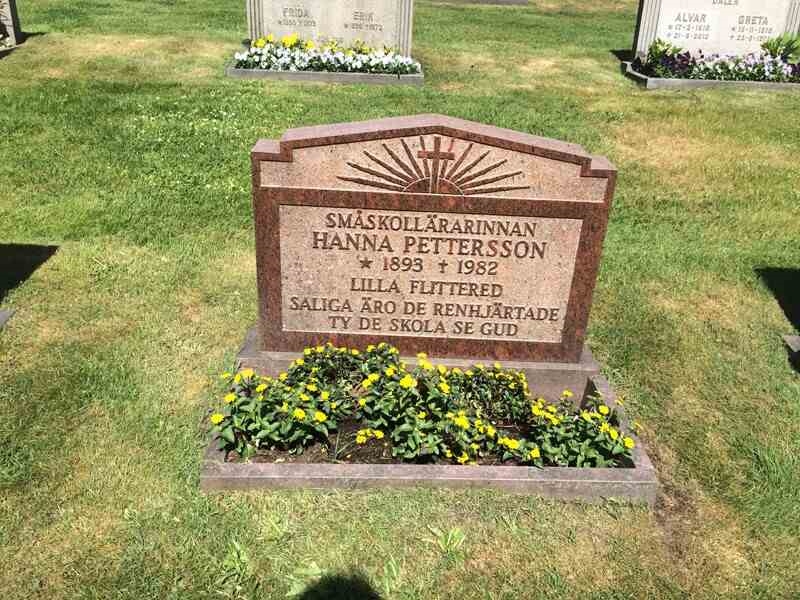 FRIDA ERIK
DALÉN
ALVAR GRETA
SMÅSKOLLÄRARINNAN
HANNA PETTERSSON
★ 1893 ✝ 1982
LILLA FLITTERED
SALIGA ÄRO DE RENHJÄRTADE
TY DE SKOLA SE GUD